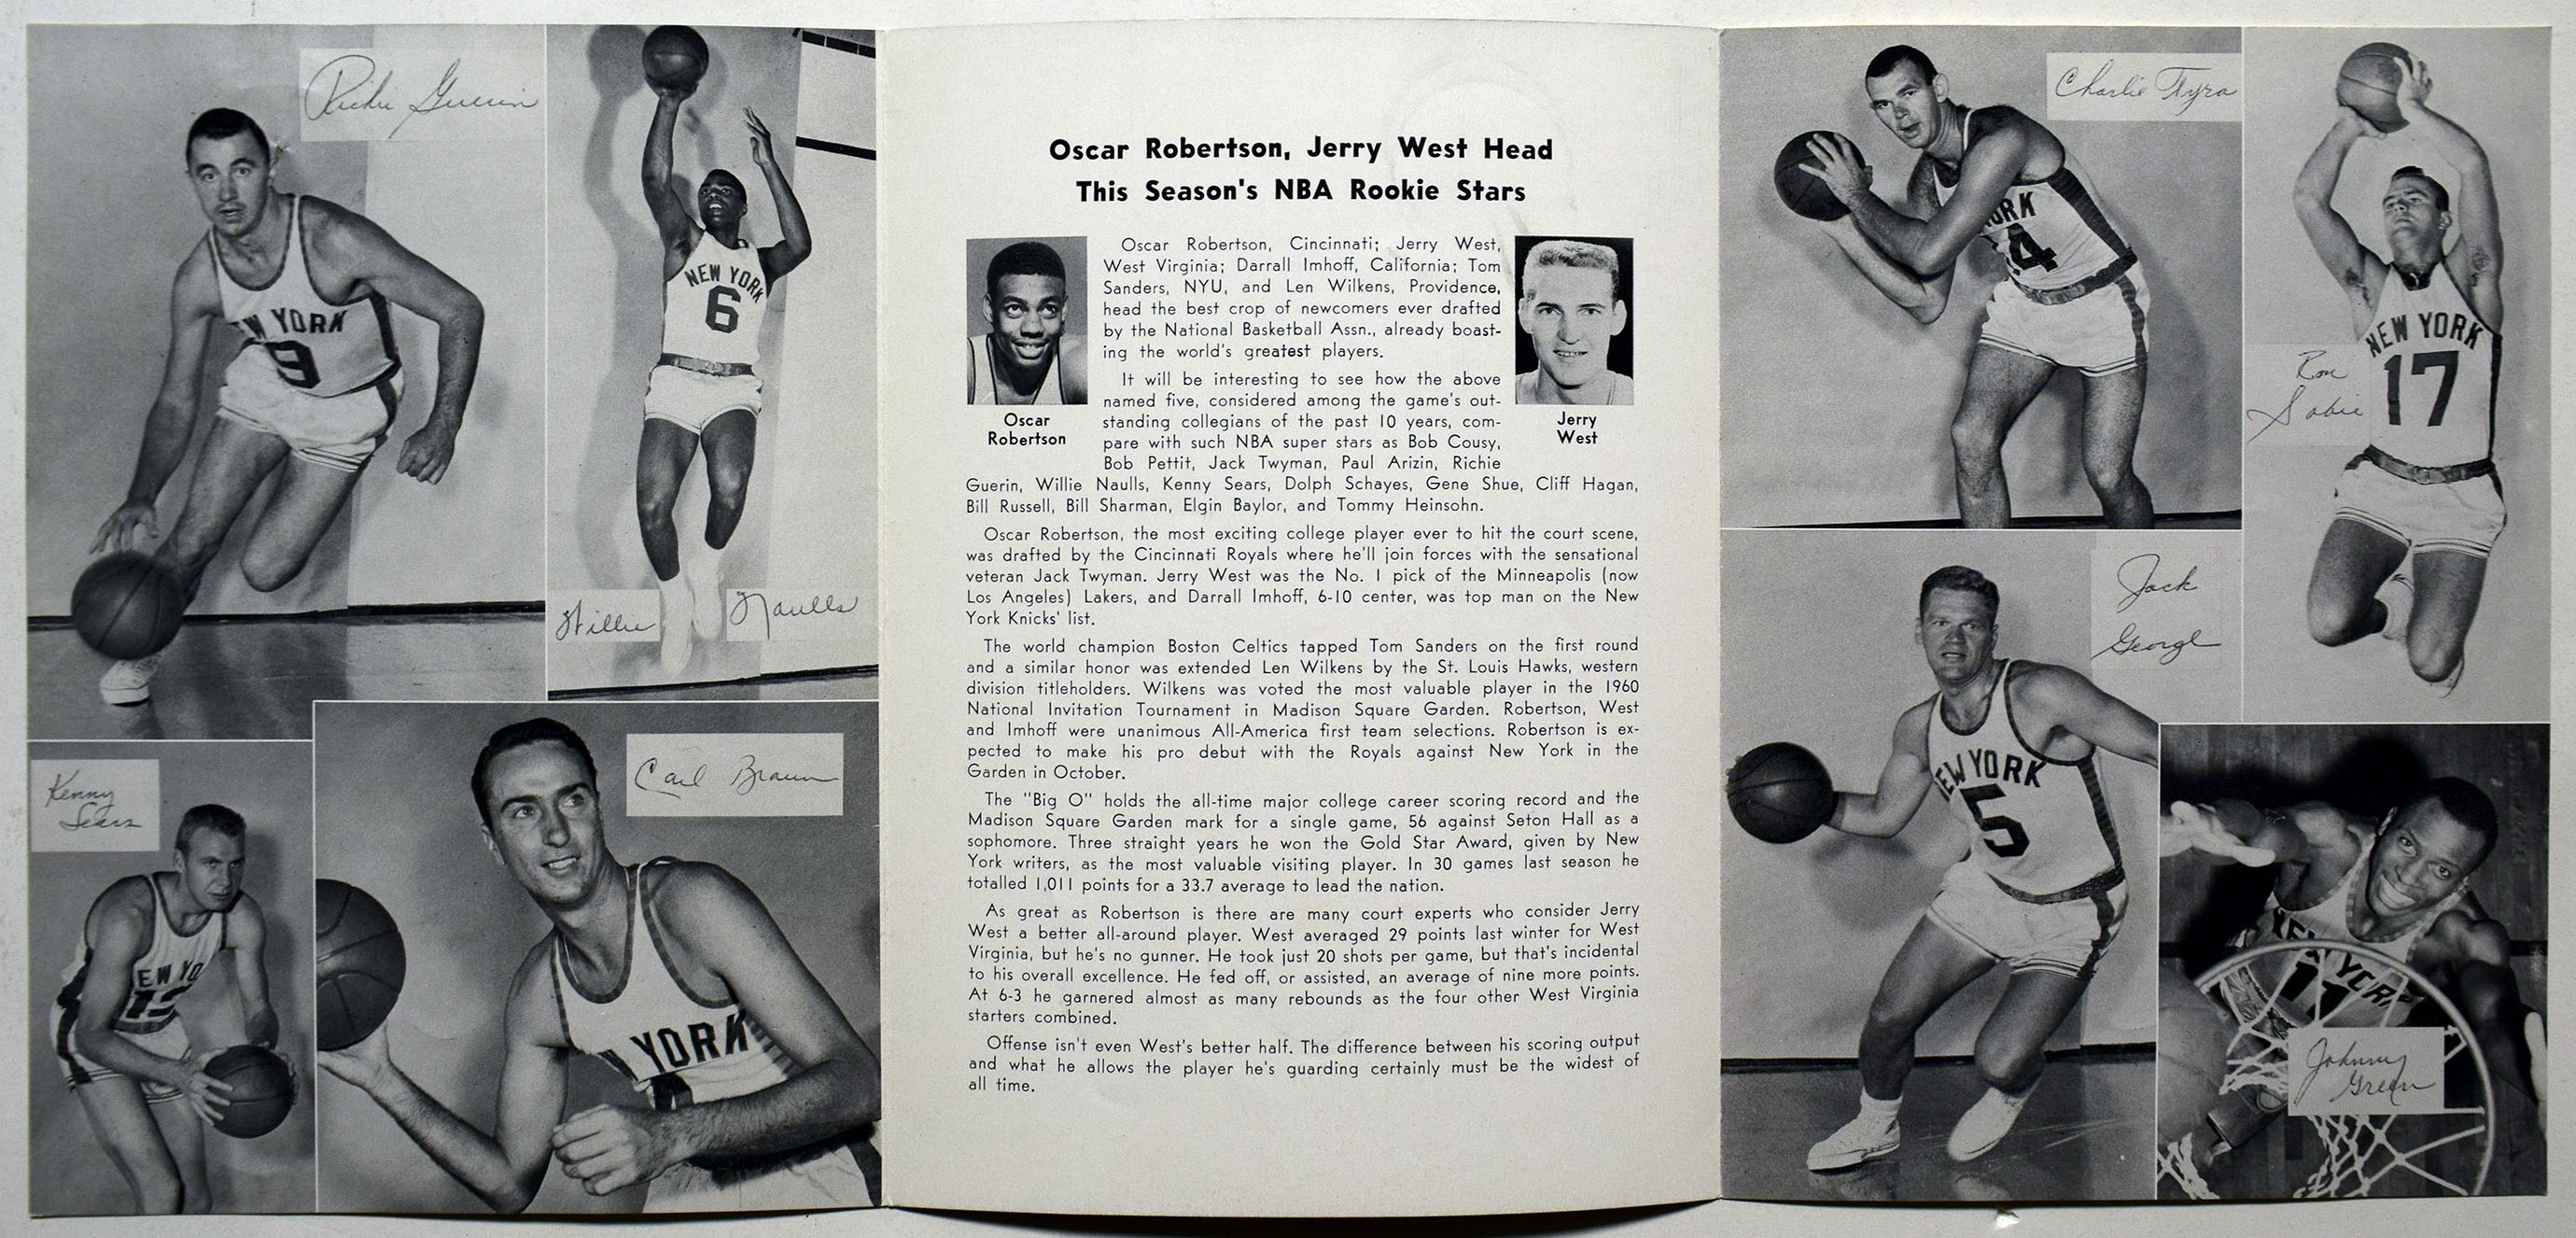 Richie Guerin
NEW YORK
9
NEW YORK
6
Willie Naulls
Kenny
Sears
EW YO
Carl Braun
YORK
Oscar Robertson, Jerry West Head
This Season's NBA Rookie Stars
Oscar
Robertson
Jerry
West
Oscar Robertson, Cincinnati; Jerry West,
West Virginia; Darrall Imhoff, California; Tom
Sanders, NYU, and Len Wilkens, Providence,
head the best crop of newcomers ever drafted
by the National Basketball Assn., already boast-
ing the world's greatest players.
It will be interesting to see how the above
named five, considered among the game's out-
standing collegians of the past 10 years, com-
pare with such NBA super stars as Bob Cousy,
Bob Pettit, Jack Twyman, Paul Arizin, Richie
Guerin, Willie Naulls, Kenny Sears, Dolph Schayes, Gene Shue, Cliff Hagan,
Bill Russell, Bill Sharman, Elgin Baylor, and Tommy Heinsohn.
Oscar Robertson, the most exciting college player ever to hit the court scene,
was drafted by the Cincinnati Royals where he'll join forces with the sensational
veteran Jack Twyman. Jerry West was the No. 1 pick of the Minneapolis (now
Los Angeles) Lakers, and Darrall Imhoff, 6-10 center, was top man on the New
York Knicks' list.
The world champion Boston Celtics tapped Tom Sanders on the first round
and a similar honor was extended Len Wilkens by the St. Louis Hawks, western
division titleholders. Wilkens was voted the most valuable player in the 1960
National Invitation Tournament in Madison Square Garden. Robertson, West
and Imhoff were unanimous All-America first team selections. Robertson is ex-
pected to make his pro debut with the Royals against New York in the
Garden in October.
The "Big O" holds the all-time major college career scoring record and the
Madison Square Garden mark for a single game, 56 against Seton Hall as a
sophomore. Three straight years he won the Gold Star Award, given by New
York writers, as the most valuable visiting player. In 30 games last season he
totalled 1,011 points for a 33.7 average to lead the nation.
As great as Robertson is there are many court experts who consider Jerry
West a better all-around player. West averaged 29 points last winter for West
Virginia, but he's no gunner. He took just 20 shots per game, but that's incidental
to his overall excellence. He fed off, or assisted, an average of nine more points.
At 6-3 he garnered almost as many rebounds as the four other West Virginia
starters combined.
Offense isn't even West's better half. The difference between his scoring output
and what he allows the player he's guarding certainly must be the widest of
all time.
Charlie Tyra
ORK
14
Ron
Sobie
NEW YORK
17
Jack
George
EW YORK
5
NEW YORK
11
Johnny
Green